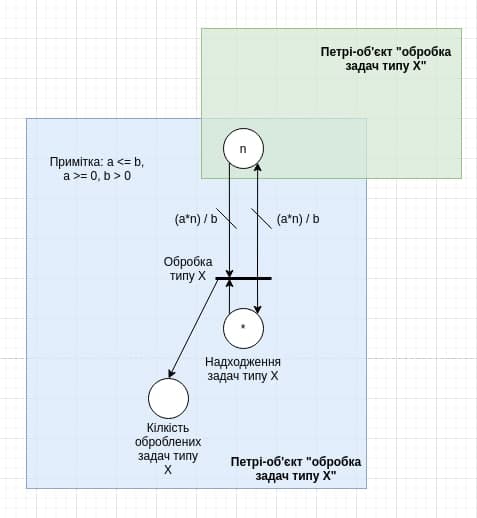 Петрі-об'єкт "обробка
задач типу X"
n
Примітка: a <= b,
a >= 0, b > 0
(a*n) / b
(a*n) / b
Обробка
типу X
*
Надходження
задач типу X
Кілкість
оброблених
задач типу
X
Петрі-об'єкт "обробка
задач типу X"